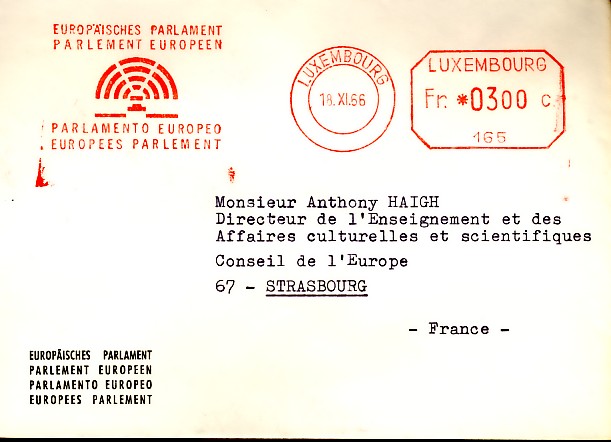 EUROPÄISCHES PARLAMENT
PARLEMENT EUROPEEN
PARLAMENTO EUROPEO
EUROPEES PARLEMENT
LUXEMBOURG
18.XI.66
LUXEMBOURG
Fr. *0300 c
165
Monsieur Anthony HAIGH
Directeur de l'Enseignement et des
Affaires culturelles et scientifiques
Conseil de l'Europe
67 - STRASBOURG
- France -
EUROPÄISCHES PARLAMENT
PARLEMENT EUROPEEN
PARLAMENTO EUROPEO
EUROPEES PARLEMENT